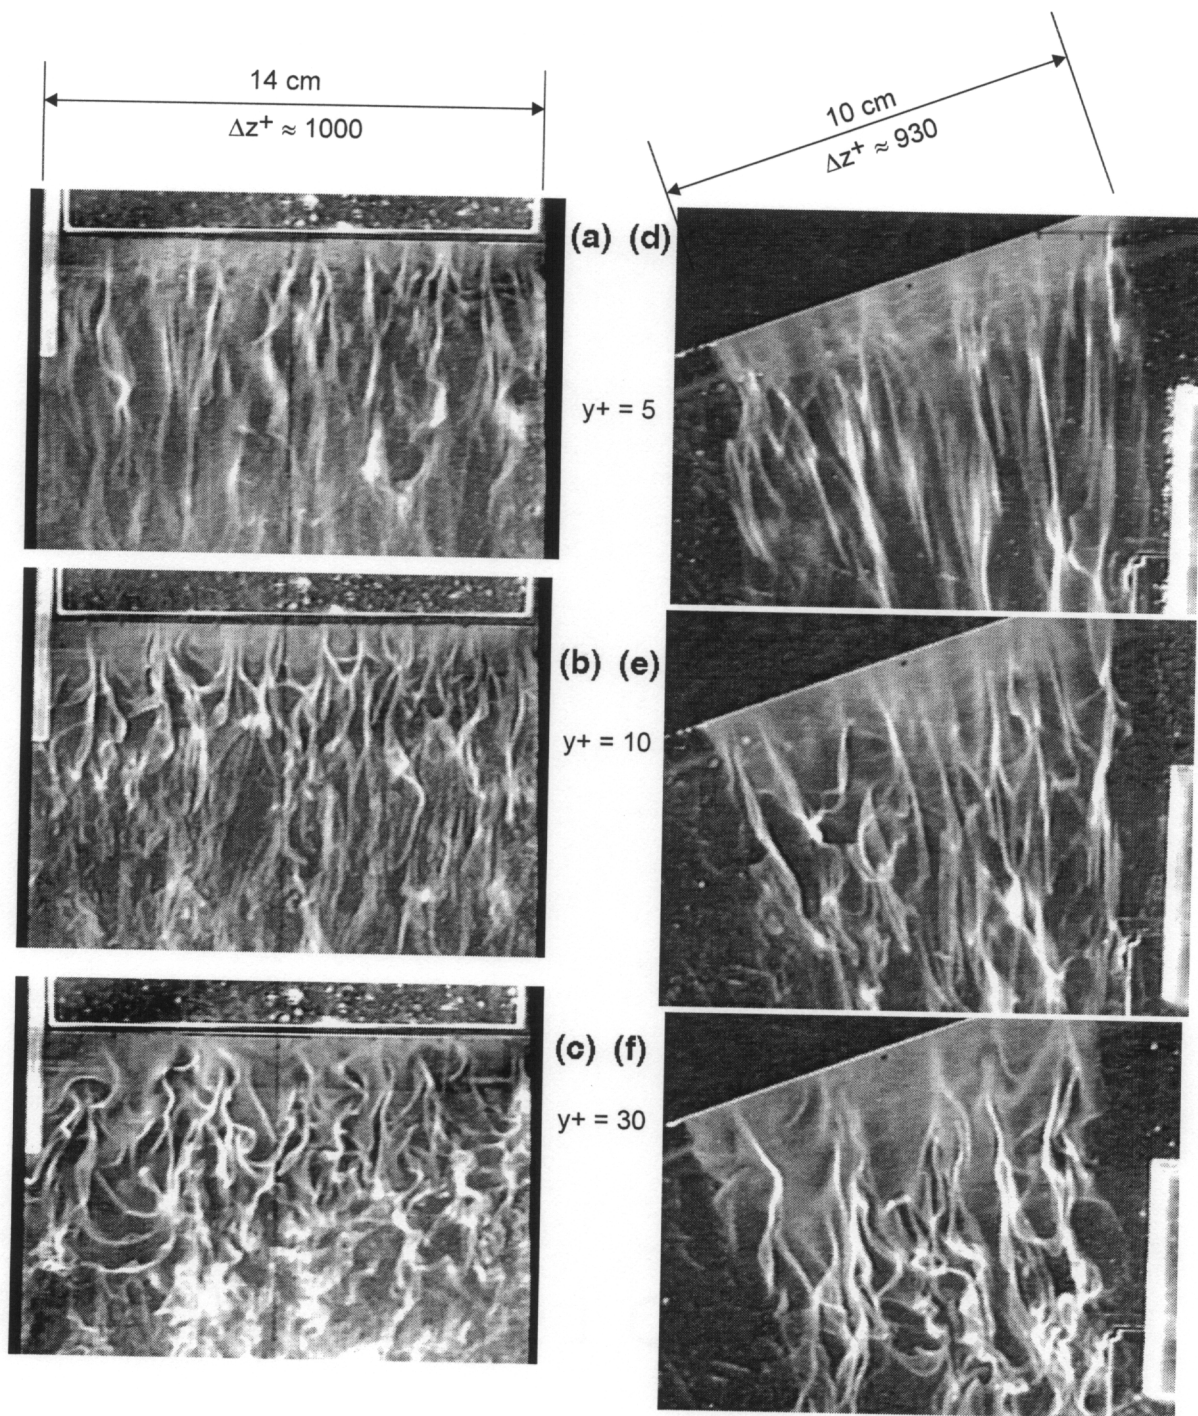 14 cm
Δz⁺ ≈ 1000
10 cm
Δz⁺ ≈ 930
(a) (d)
y+ = 5
(b) (e)
y+ = 10
(c) (f)
y+ = 30